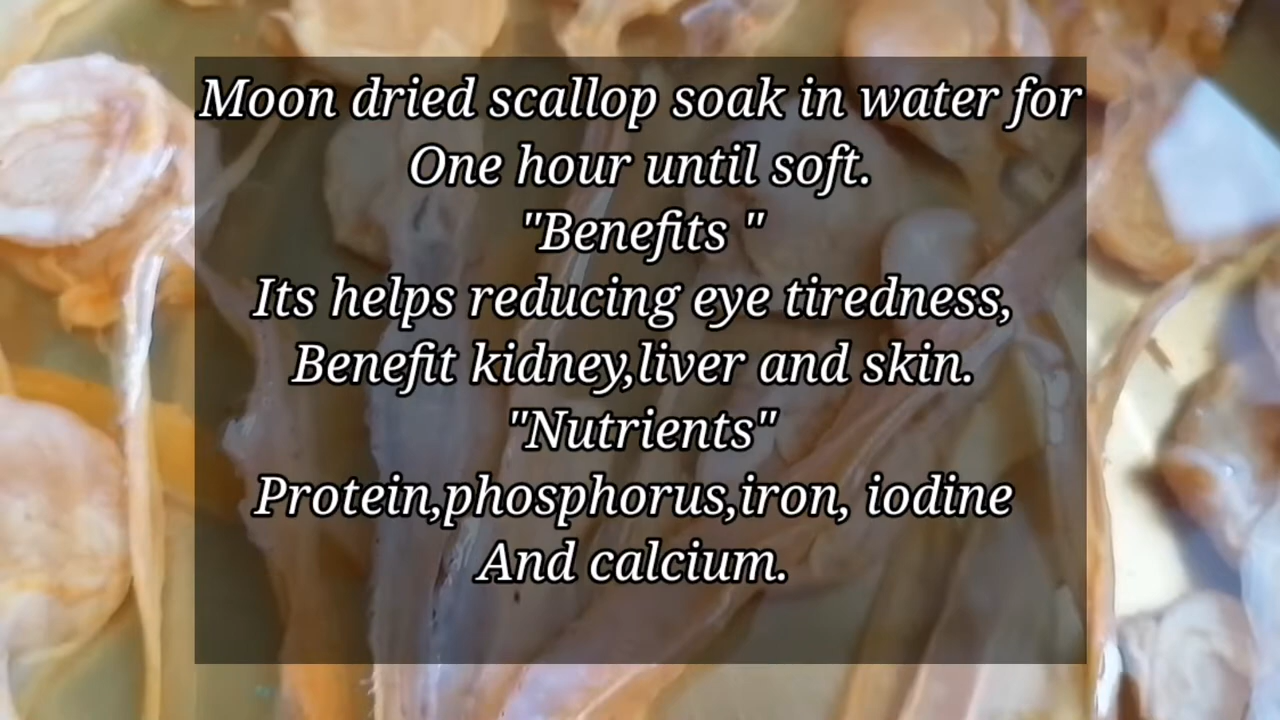 Moon dried scallop soak in water for
One hour until soft.
"Benefits "
Its helps reducing eye tiredness,
Benefit kidney,liver and skin.
"Nutrients"
Protein,phosphorus,iron, iodine
And calcium.